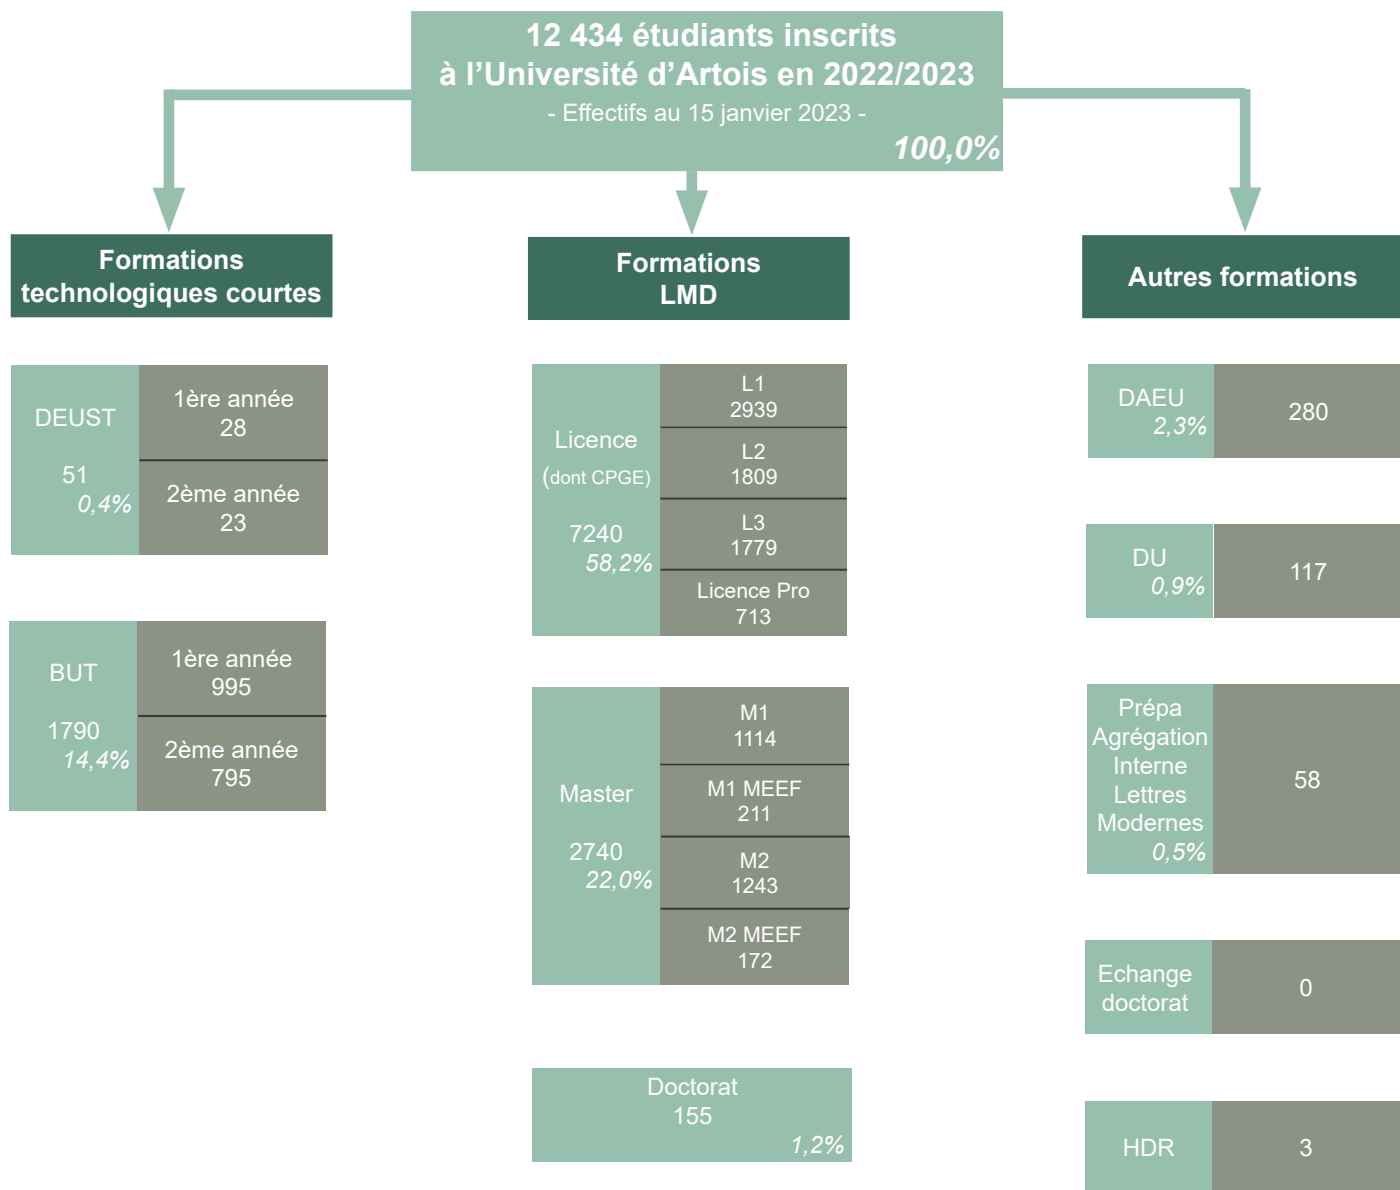 12 434 étudiants inscrits
à l'Université d'Artois en 2022/2023
- Effectifs au 15 janvier 2023 -
100,0%
Formations
technologiques courtes
DEUST
51
0,4%
1ère année
28
2ème année
23
BUT
1790
14,4%
1ère année
995
2ème année
795
Formations
LMD
Licence
(dont CPGE)
7240
58,2%
L1
2939
L2
1809
L3
1779
Licence Pro
713
Master
2740
22,0%
M1
1114
M1 MEEF
211
M2
1243
M2 MEEF
172
Doctorat
155
1,2%
Autres formations
DAEU
2,3%
280
DU
0,9%
117
Prépa
Agrégation
Interne
Lettres
Modernes
0,5%
58
Echange
doctorat
0
HDR
3